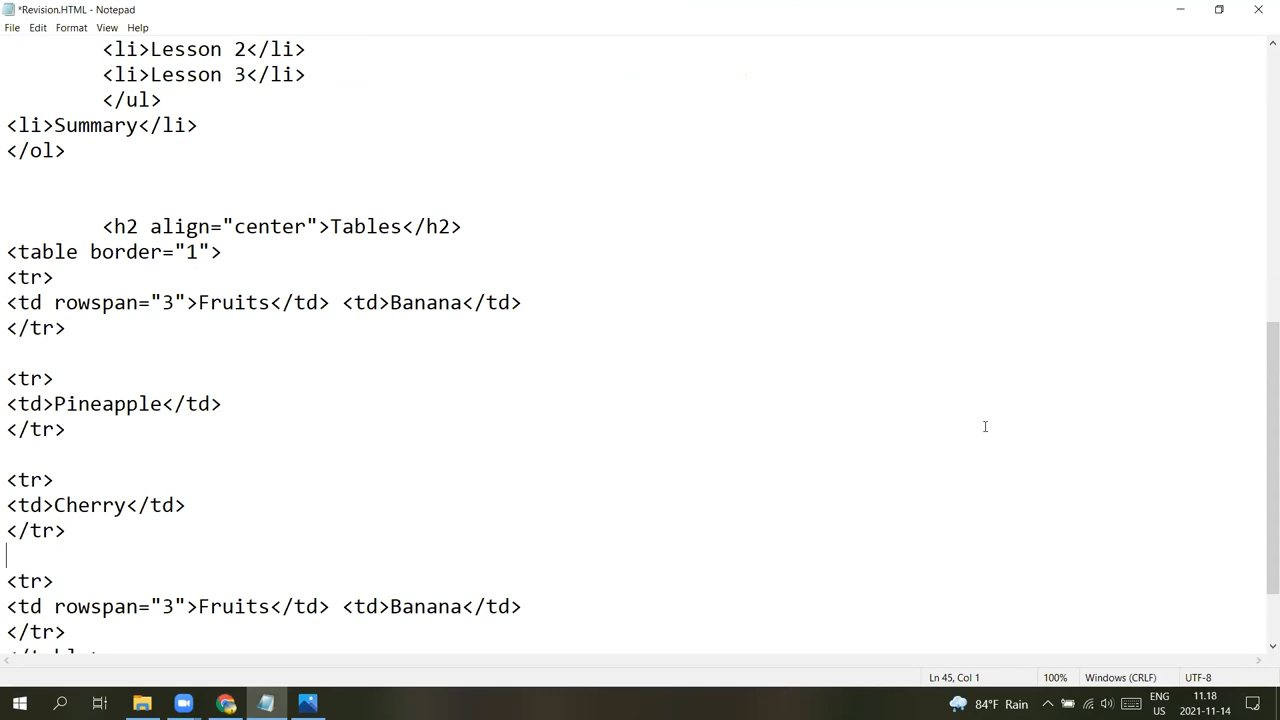 *Revision.HTML - Notepad
File Edit Format View Help
<li>Lesson 2</li>
<li>Lesson 3</li>
</ul>
<li>Summary</li>
</ol>
<h2 align="center">Tables</h2>
<table border="1">
<tr>
<td rowspan="3">Fruits</td> <td>Banana</td>
</tr>
<tr>
<td>Pineapple</td>
</tr>
<tr>
<td>Cherry</td>
</tr>
<tr>
<td rowspan="3">Fruits</td> <td>Banana</td>
</tr>
</table>
Ln 45, Col 1 100% Windows (CRLF) UTF-8
84°F Rain ENG 11.18
US 2021-11-14